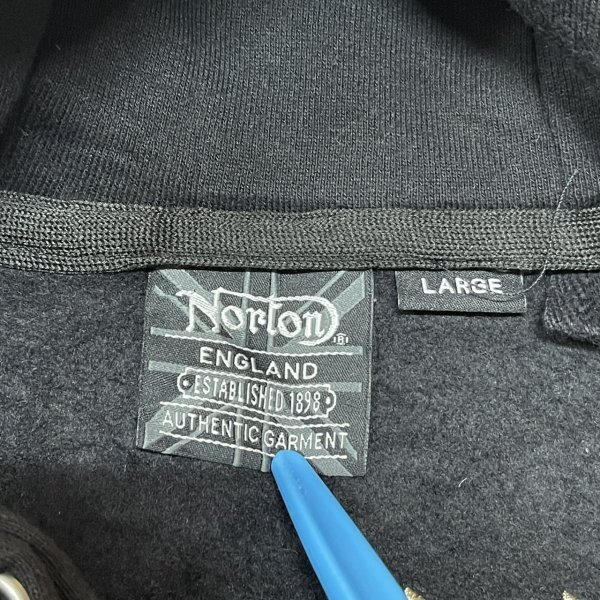 Norton
ENGLAND
ESTABLISHED 1898
AUTHENTIC GARMENT
LARGE